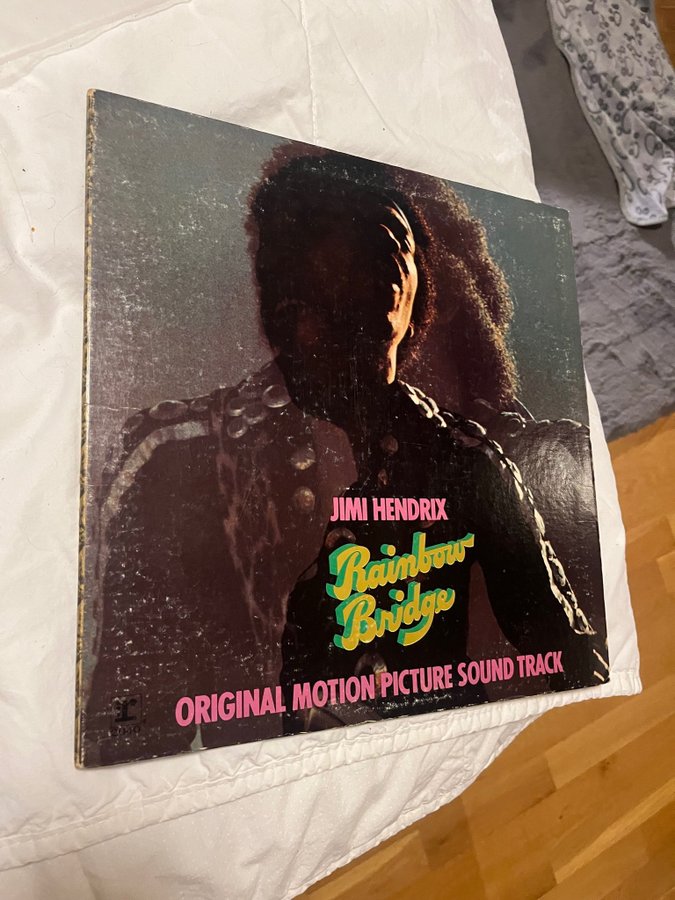 JIMI HENDRIX
Rainbow
Bridge
ORIGINAL MOTION PICTURE SOUND TRACK
r